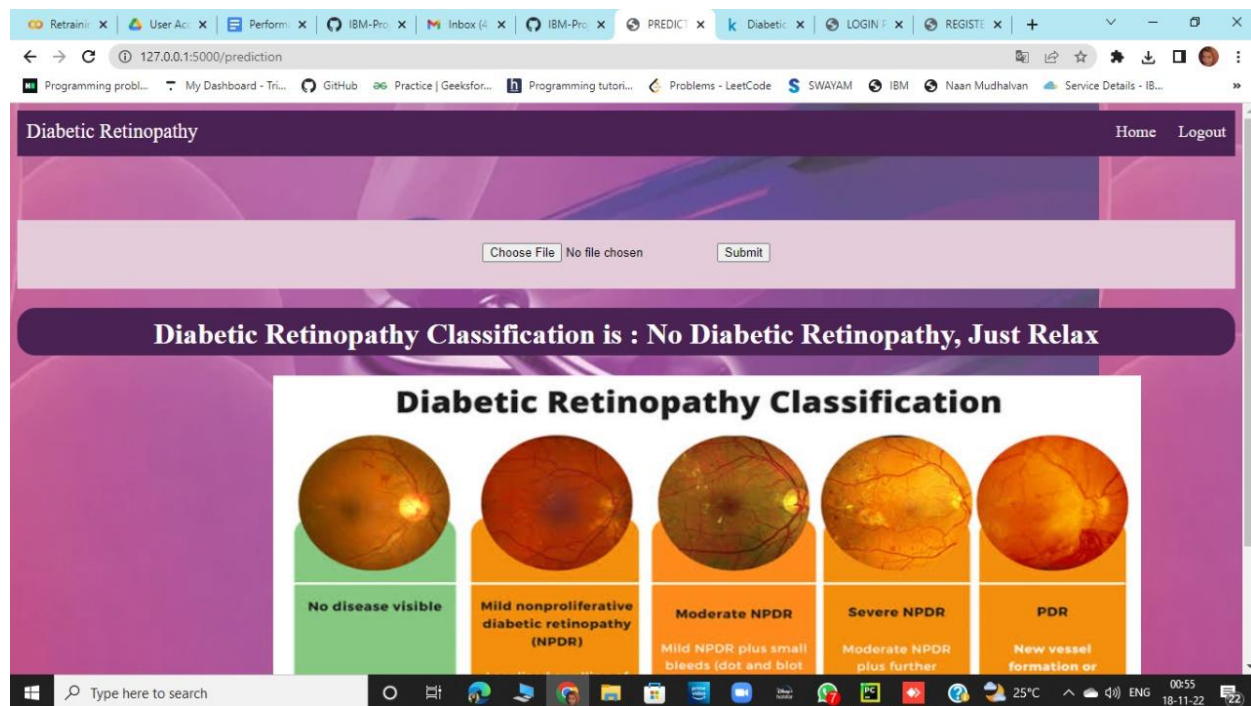 Retrainin
User Acc
Perform
IBM-Pro
Inbox (4
IBM-Pro
PREDICT
Diabetic
LOGIN P
REGISTE
127.0.0.1:5000/prediction
Programming probl...
My Dashboard - Tri...
GitHub
Practice | Geeksfor...
Programming tutori...
Problems - LeetCode
SWAYAM
IBM
Naan Mudhalvan
Service Details - IB...
»
Diabetic Retinopathy
Home
Logout
Choose File No file chosen
Submit
Diabetic Retinopathy Classification is : No Diabetic Retinopathy, Just Relax
Diabetic Retinopathy Classification
No disease visible
Mild nonproliferative
diabetic retinopathy
(NPDR)
Moderate NPDR
Mild NPDR plus small
bleeds (dot and blot
Severe NPDR
Moderate NPDR
plus further
PDR
New vessel
formation or
Type here to search
25°C
ENG
00:55
18-11-22
22